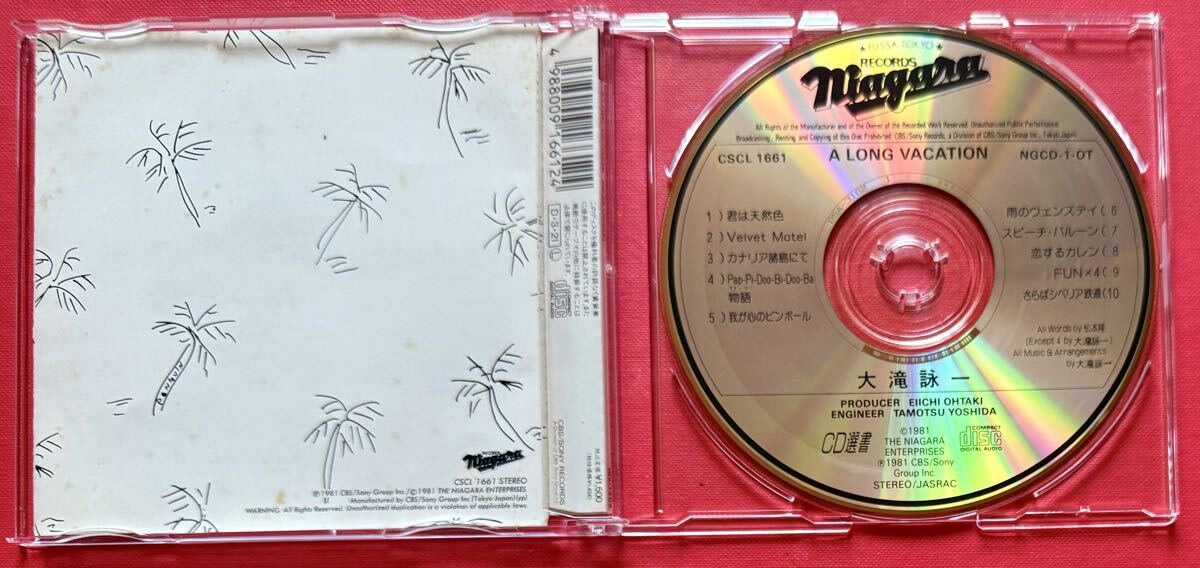 PENGUIN
RECORDS
Niagara
CSCL 1661 STEREO
Ⓟ1981 CBS/Sony Group Inc./©1981 THE NIAGARA ENTERPRISES
Manufactured by CBS/Sony Group Inc.(Tokyo Japan)(yp)
WARNING: All Rights Reserved. Unauthorized duplication is a violation of applicable laws.
4 988009 166124
D-3-21 L
COMPACT
disc
DIGITAL AUDIO
CBS/SONY RECORDS
¥1,500
★ FUSSA TOKYO ★
RECORDS
Niagara
All Rights of the Manufacturer and of the Owner of the Recorded Work Reserved. Unauthorized Public Performance.
Broadcasting, Renting and Copying of this Disc Prohibited. CBS/Sony Records, a Division of CBS/Sony Group Inc., Tokyo Japan
CSCL 1661
A LONG VACATION
NGCD-1-OT
1)君は天然色
2)Velvet Motel
3)カナリア諸島にて
4)Pap-Pi-Doo-Bi-Doo-Ba
物語
5)我が心のピンボール
雨のウェンズデイ(6
スピーチ・バルーン(7
恋するカレン(8
FUN×4(9
さらばシベリア鉄道(10
All Words by 松本隆
(Except 4 by 大瀧詠一)
All Music & Arrangements
by 大瀧詠一
大滝詠一
PRODUCER EIICHI OHTAKI
ENGINEER TAMOTSU YOSHIDA
CD選書
©1981
THE NIAGARA
ENTERPRISES
Ⓟ1981 CBS/Sony
Group Inc.
STEREO/JASRAC
COMPACT
disc
DIGITAL AUDIO